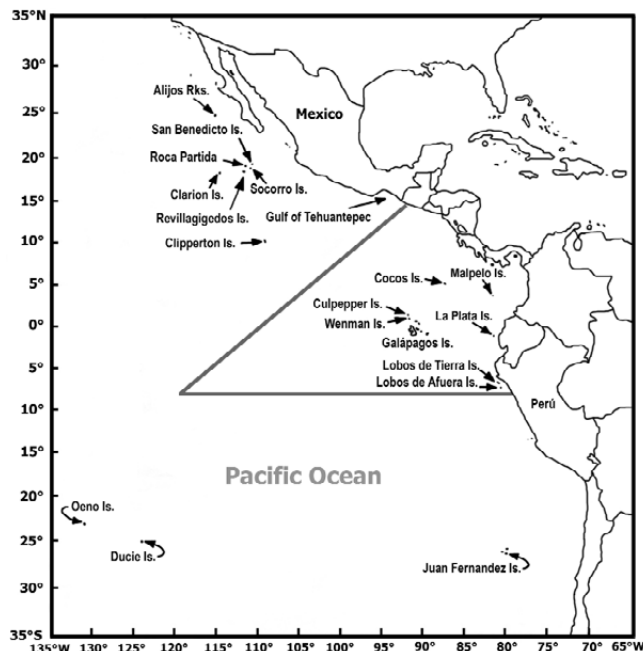 35°N
30°
Alijos Rks.
Mexico
25°
San Benedicto Is.
20°
Roca Partida
Socorro Is.
Clarion Is.
15°
Revillagigedos Is.
Gulf of Tehuantepec
10°
Clipperton Is.
Malpelo Is.
5°
Cocos Is.
Culpepper Is.
La Plata Is.
0°
Wenman Is.
Galápagos Is.
5°
Lobos de Tierra Is.
Lobos de Afuera Is.
10°
Perú
15°
Pacific Ocean
20°
Oeno Is.
25°
Ducie Is.
Juan Fernandez Is.
30°
35°S
135°W 130° 125° 120° 115° 110° 105° 100° 95° 90° 85° 80° 75° 70° 65°W